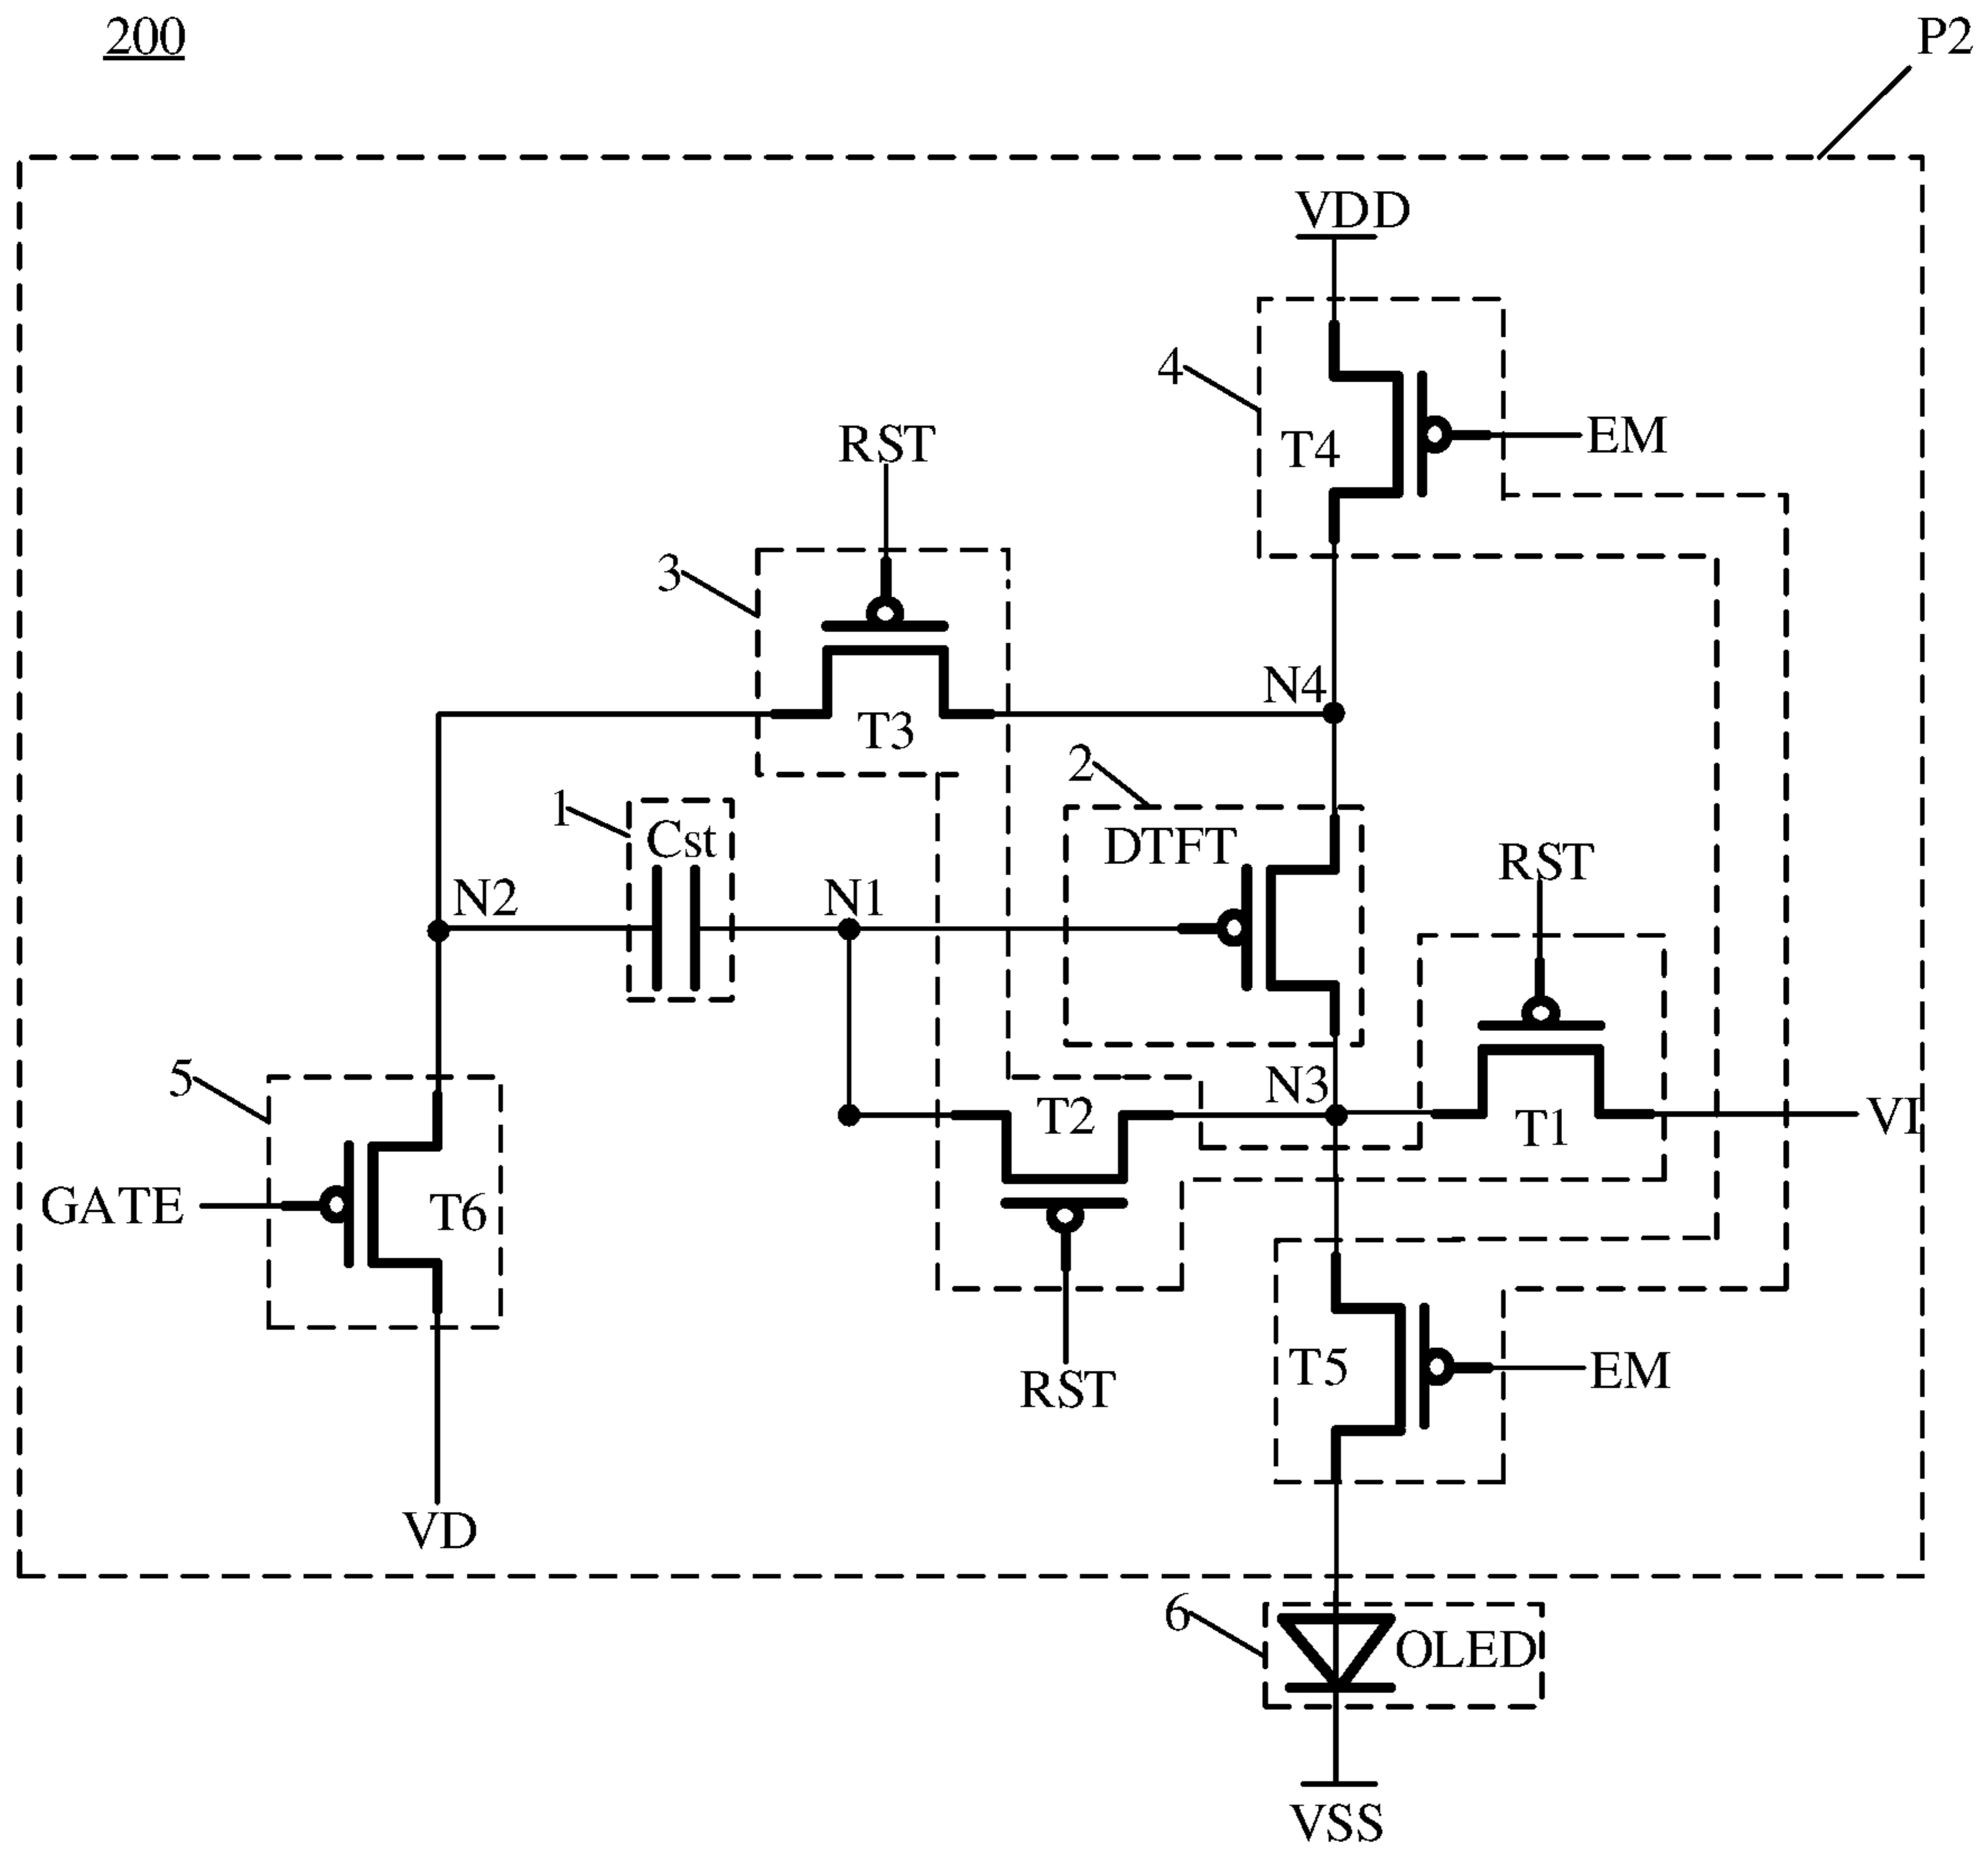 200
P2
VDD
4
T4
EM
RST
3
T3
N4
2
DTFT
1
Cst
N2
N1
RST
N3
T2
T1
VI
5
GATE
T6
RST
T5
EM
VD
6
OLED
VSS